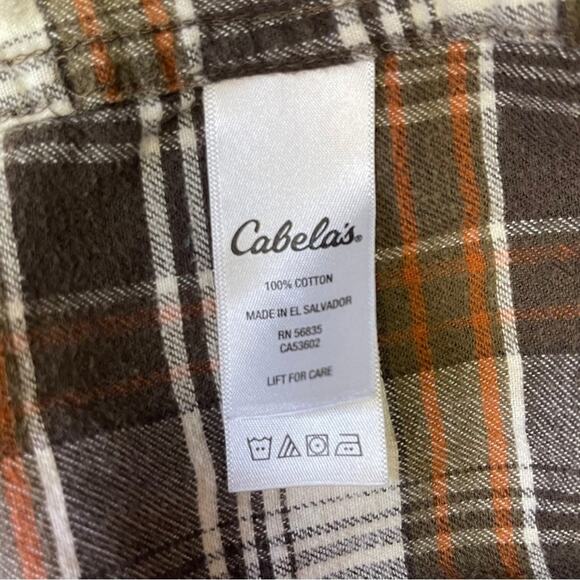 Cabela's®
100% COTTON
MADE IN EL SALVADOR
RN 56835
CA53602
LIFT FOR CARE